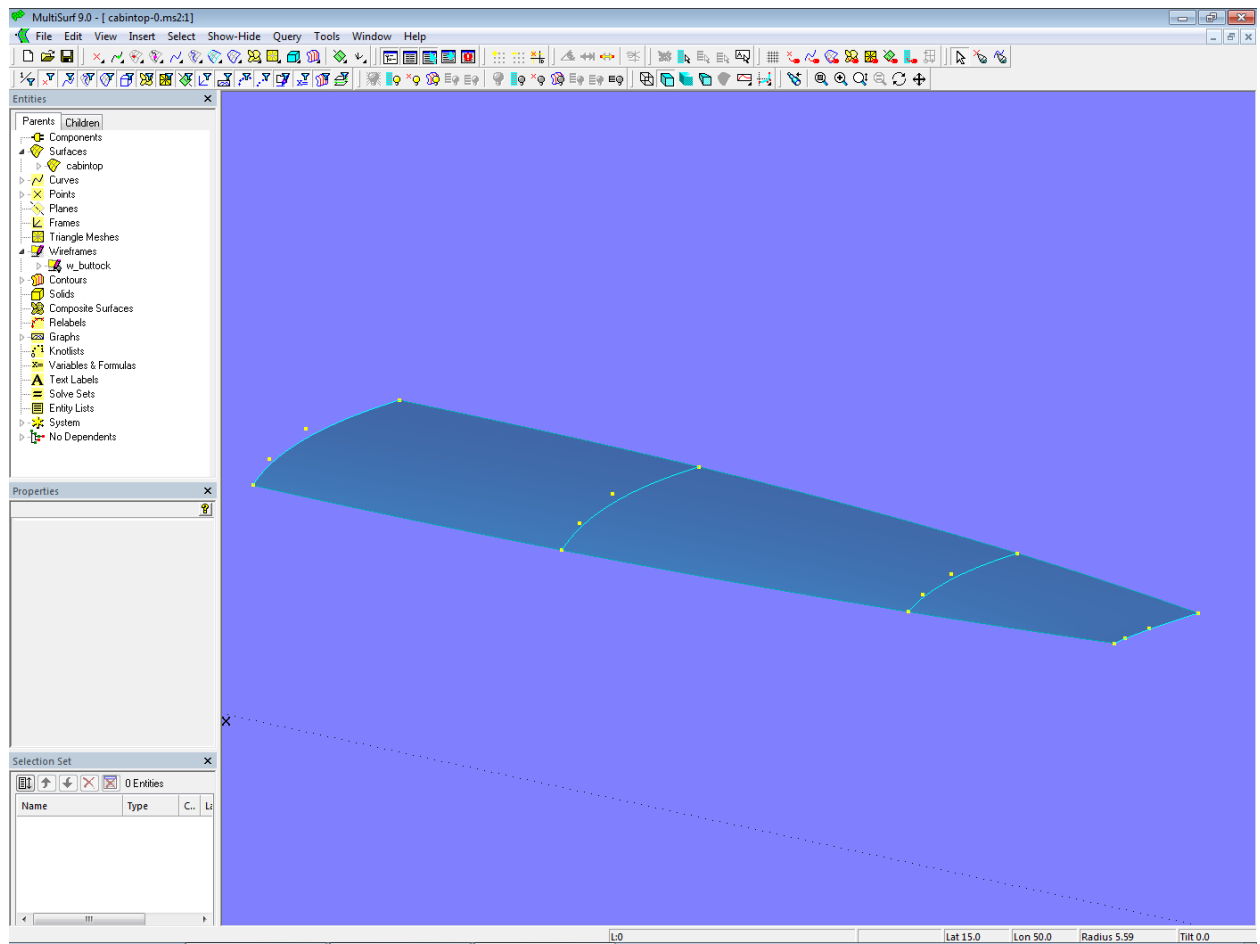 MultiSurf 9.0 - [ cabintop-0.ms2:1]
File Edit View Insert Select Show-Hide Query Tools Window Help
Entities
Parents Children
Components
Surfaces
cabintop
Curves
Points
Planes
Frames
Triangle Meshes
Wireframes
w_buttock
Contours
Solids
Composite Surfaces
Relabels
Graphs
Knotlists
Variables & Formulas
Text Labels
Solve Sets
Entity Lists
System
No Dependents
Properties
Selection Set
0 Entities
Name Type C.. La
L:0 Lat 15.0 Lon 50.0 Radius 5.59 Tilt 0.0